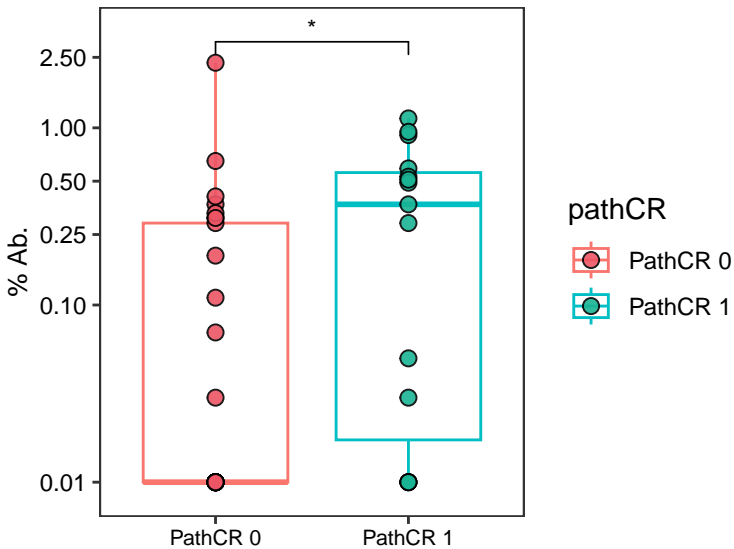 *
2.50
1.00
0.50
0.25
0.10
0.01
% Ab.
PathCR 0
PathCR 1
pathCR
PathCR 0
PathCR 1